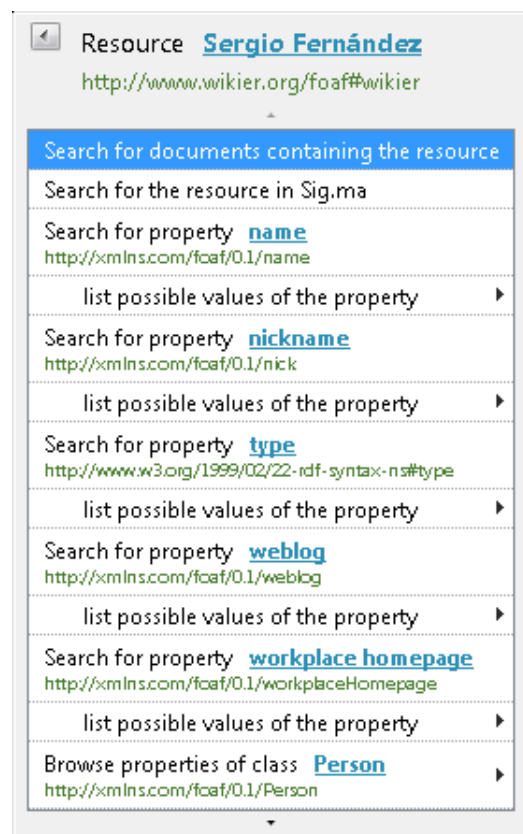 Resource Sergio Fernández
http://www.wikier.org/foaf#wikier
Search for documents containing the resource
Search for the resource in Sig.ma
Search for property name
http://xmlns.com/foaf/0.1/name
list possible values of the property
Search for property nickname
http://xmlns.com/foaf/0.1/nick
list possible values of the property
Search for property type
http://www.w3.org/1999/02/22-rdf-syntax-ns#type
list possible values of the property
Search for property weblog
http://xmlns.com/foaf/0.1/weblog
list possible values of the property
Search for property workplace homepage
http://xmlns.com/foaf/0.1/workplaceHomepage
list possible values of the property
Browse properties of class Person
http://xmlns.com/foaf/0.1/Person